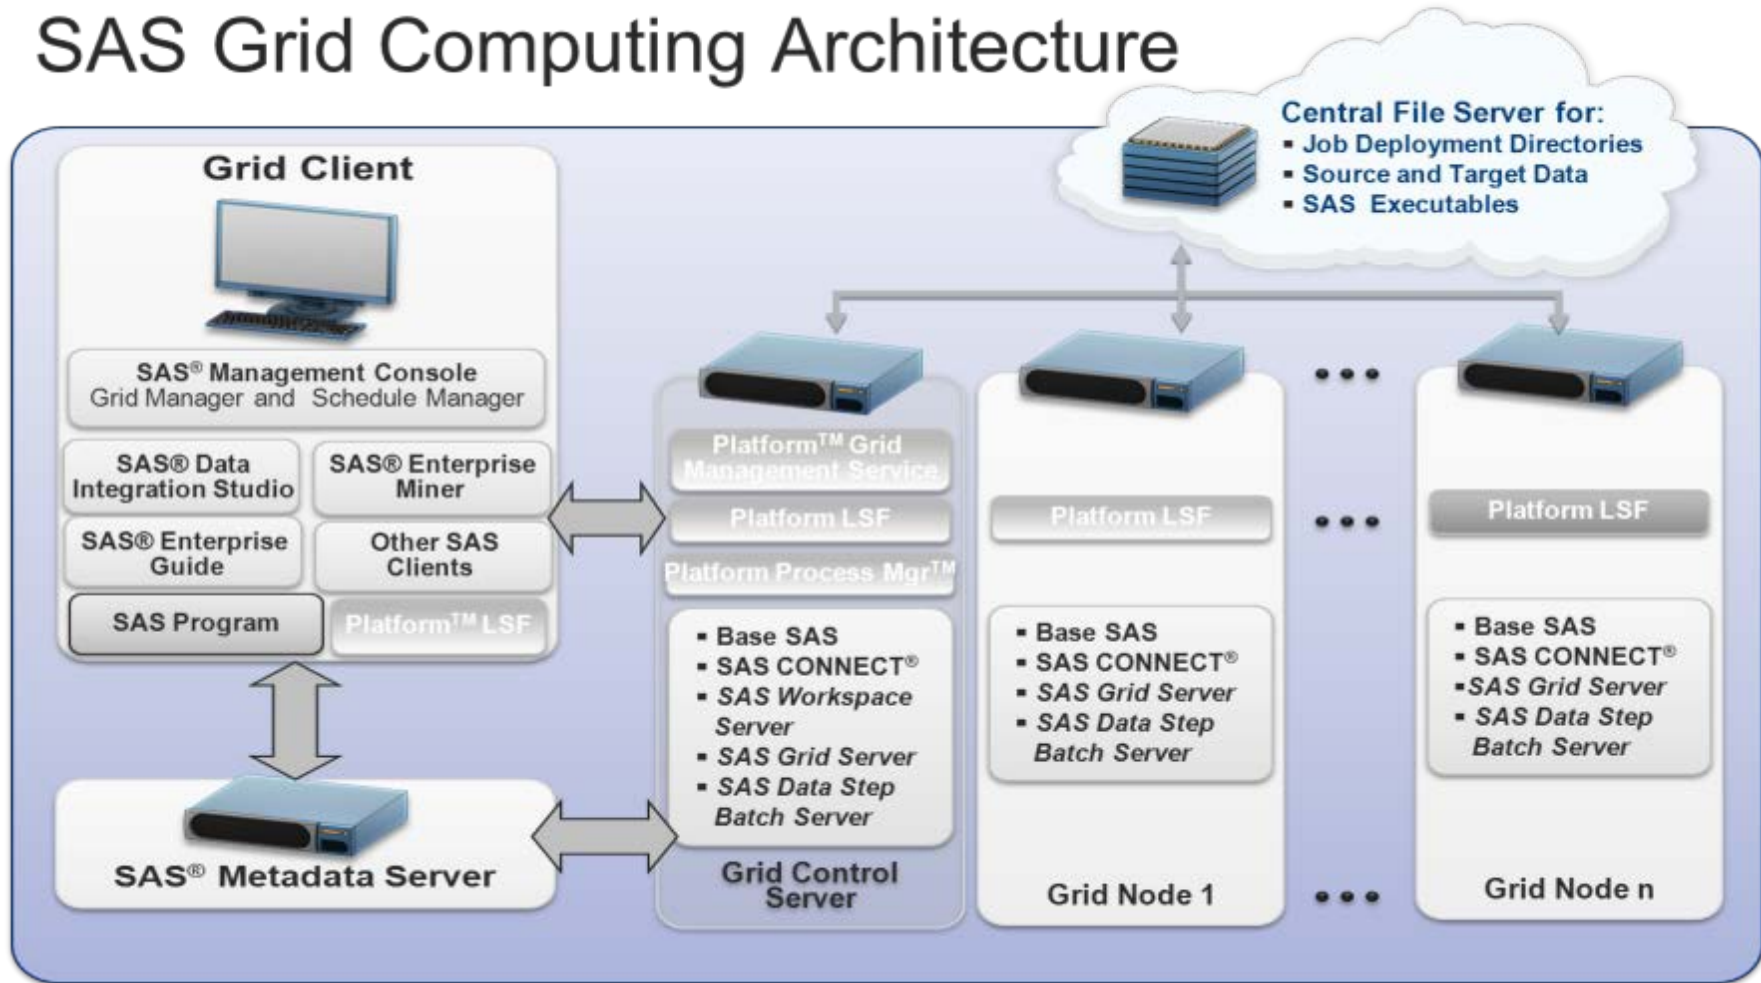 SAS Grid Computing Architecture
Central File Server for:
▪ Job Deployment Directories
▪ Source and Target Data
▪ SAS Executables
Grid Client
SAS® Management Console
Grid Manager and Schedule Manager
SAS® Data
Integration Studio
SAS® Enterprise
Miner
SAS® Enterprise
Guide
Other SAS
Clients
SAS Program
Platform™ LSF
SAS® Metadata Server
Platform™ Grid
Management Service
Platform LSF
Platform Process Mgr™
▪ Base SAS
▪ SAS CONNECT®
▪ SAS Workspace
Server
▪ SAS Grid Server
▪ SAS Data Step
Batch Server
Grid Control
Server
Platform LSF
▪ Base SAS
▪ SAS CONNECT®
▪ SAS Grid Server
▪ SAS Data Step
Batch Server
Grid Node 1
Platform LSF
▪ Base SAS
▪ SAS CONNECT®
▪SAS Grid Server
▪ SAS Data Step
Batch Server
Grid Node n